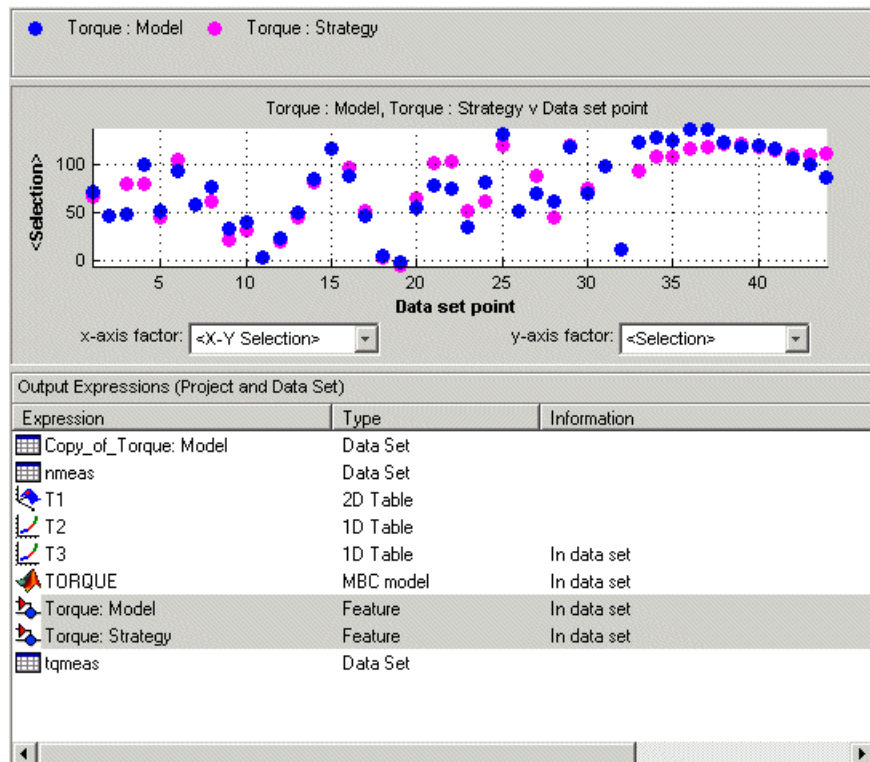 Torque : Model Torque : Strategy
Torque : Model, Torque : Strategy v Data set point
<Selection>
100
50
0
5 10 15 20 25 30 35 40
Data set point
x-axis factor: <X-Y Selection> y-axis factor: <Selection>
Output Expressions (Project and Data Set)
Expression Type Information
Copy_of_Torque: Model Data Set
nmeas Data Set
T1 2D Table
T2 1D Table
T3 1D Table In data set
TORQUE MBC model In data set
Torque: Model Feature In data set
Torque: Strategy Feature In data set
tqmeas Data Set